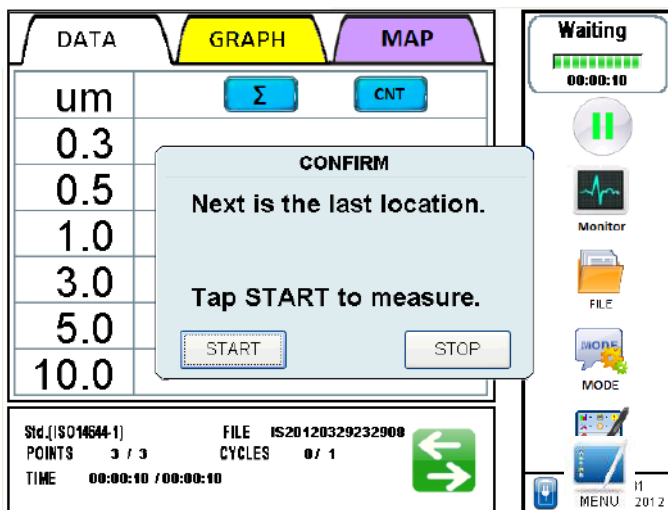 DATA GRAPH MAP
um Σ CNT
0.3
0.5
1.0
3.0
5.0
10.0
CONFIRM
Next is the last location.
Tap START to measure.
START STOP
Std.(ISO14644-1) FILE IS20120329232908
POINTS 3 / 3 CYCLES 0/ 1
TIME 00:00:10 / 00:00:10
Waiting
00:00:10
Monitor
FILE
MODE
MODE
MENU
2012